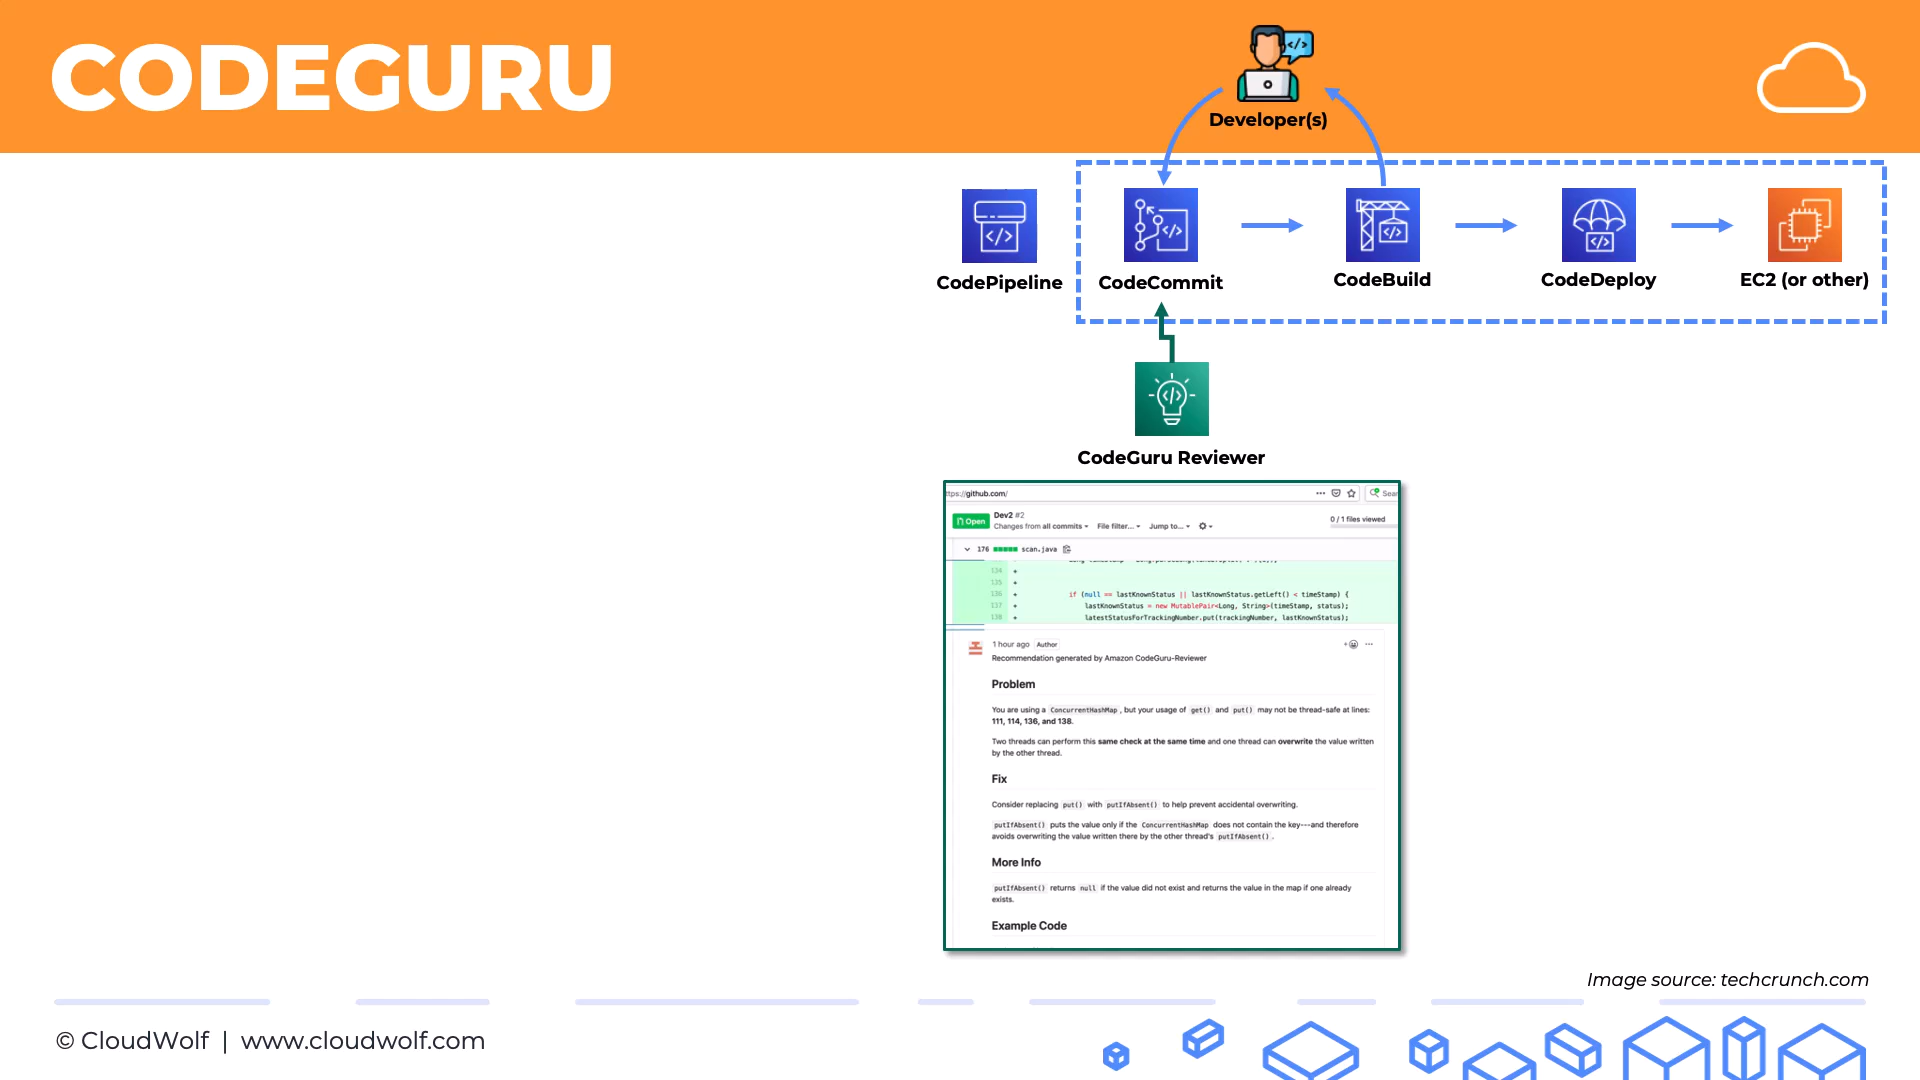 CODEGURU
Developer(s)
CodePipeline
CodeCommit
CodeBuild
CodeDeploy
EC2 (or other)
CodeGuru Reviewer
ttps://github.com/
Sear
Open
Dev2 #2
Changes from all commits
File filter...
Jump to...
0 / 1 files viewed
176
scan.java
134 +
135 +
136 + if (null == lastKnownStatus || lastKnownStatus.getLeft() < timeStamp) {
137 + lastKnownStatus = new MutablePair<Long, String>(timeStamp, status);
138 + latestStatusForTrackingNumber.put(trackingNumber, lastKnownStatus);
1 hour ago Author
Recommendation generated by Amazon CodeGuru-Reviewer
Problem
You are using a ConcurrentHashMap, but your usage of get() and put() may not be thread-safe at lines:
111, 114, 136, and 138.
Two threads can perform this same check at the same time and one thread can overwrite the value written
by the other thread.
Fix
Consider replacing put() with putIfAbsent() to help prevent accidental overwriting.
putIfAbsent() puts the value only if the ConcurrentHashMap does not contain the key---and therefore
avoids overwriting the value written there by the other thread's putIfAbsent().
More Info
putIfAbsent() returns null if the value did not exist and returns the value in the map if one already
exists.
Example Code
Image source: techcrunch.com
© CloudWolf | www.cloudwolf.com